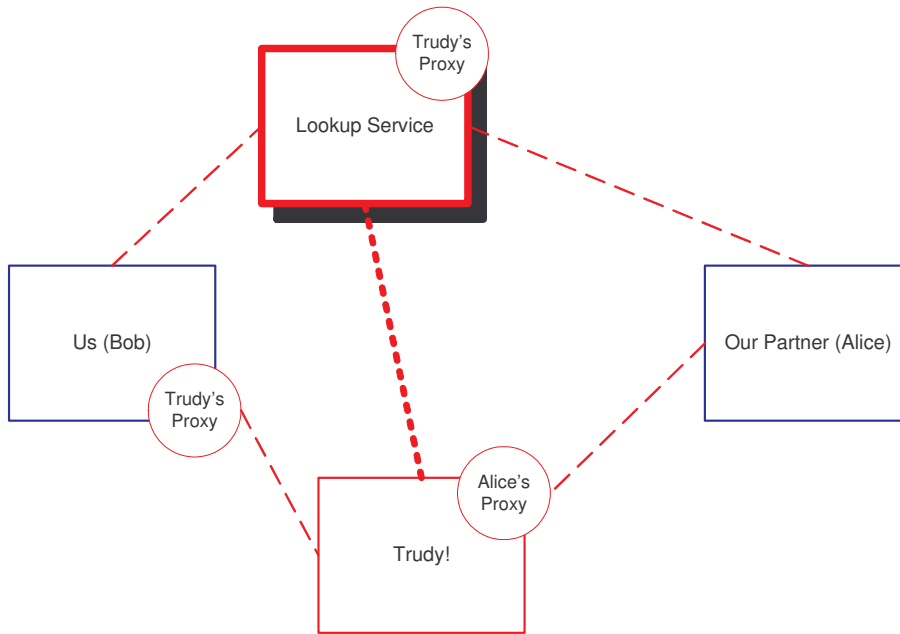 Trudy’s
Proxy
Lookup Service
Us (Bob)
Our Partner (Alice)
Trudy’s
Proxy
Alice’s
Proxy
Trudy!